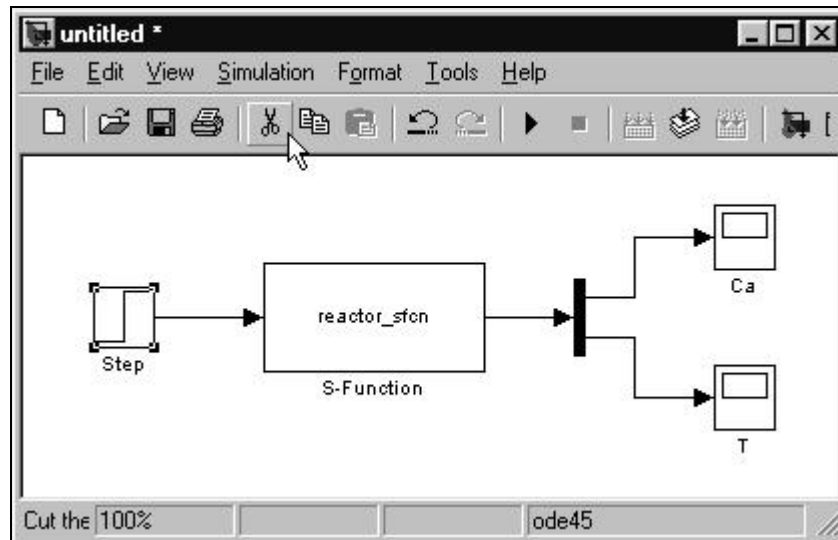 untitled *
File Edit View Simulation Format Tools Help
Ca
reactor_sfcn
Step
S-Function
T
Cut the 100% ode45